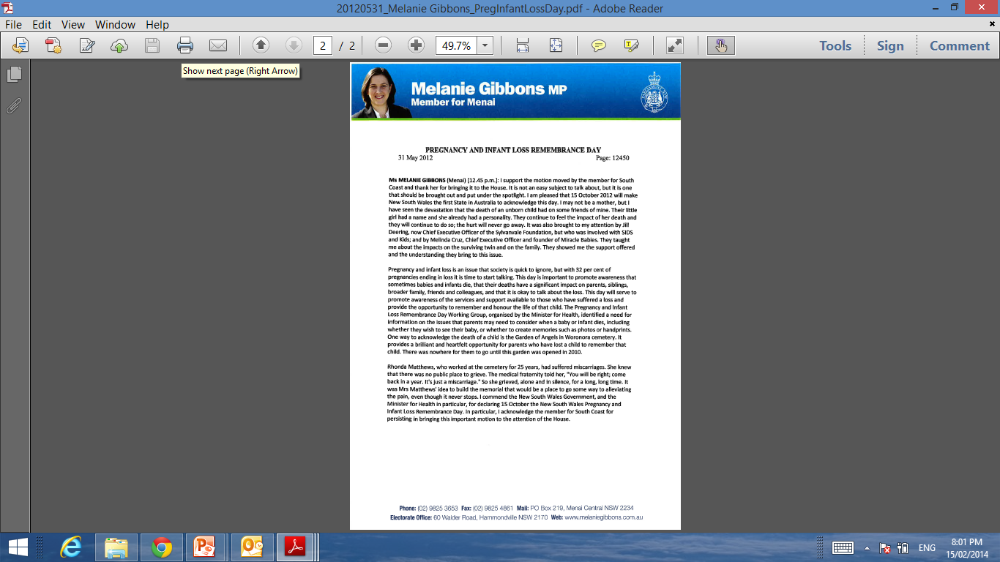 20120531_Melanie Gibbons_PregInfantLossDay.pdf - Adobe Reader
File Edit View Window Help
2 / 2 49.7% Tools Sign Comment
Show next page (Right Arrow)
Melanie Gibbons MP
Member for Menai
PREGNANCY AND INFANT LOSS REMEMBRANCE DAY
31 May 2012 Page: 12450
Ms MELANIE GIBBONS (Menai) [12.45 p.m.]: I support the motion moved by the member for South
Coast and thank her for bringing it to the House. It is not an easy subject to talk about, but it is one
that should be brought out and put under the spotlight. I am pleased that 15 October 2012 will make
New South Wales the first State in Australia to acknowledge this day. I may not be a mother, but I
have seen the devastation that the death of an unborn child had on some friends of mine. Their little
girl had a name and she already had a personality. They continue to feel the impact of her death and
they will continue to do so; the hurt will never go away. It was also brought to my attention by Jill
Deering, now Chief Executive Officer of the Sylvanvale Foundation, but who was involved with SIDS
and Kids; and by Melinda Cruz, Chief Executive Officer and founder of Miracle Babies. They taught
me about the impacts on the surviving twin and on the family. They showed me the support offered
and the understanding they bring to this issue.
Pregnancy and infant loss is an issue that society is quick to ignore, but with 32 per cent of
pregnancies ending in loss it is time to start talking. This day is important to promote awareness that
sometimes babies and infants die, that their deaths have a significant impact on parents, siblings,
broader family, friends and colleagues, and that it is okay to talk about the loss. This day will serve to
promote awareness of the services and support available to those who have suffered a loss and
provide the opportunity to remember and honour the life of that child. The Pregnancy and Infant
Loss Remembrance Day Working Group, organised by the Minister for Health, identified a need for
information on the issues that parents may need to consider when a baby or infant dies, including
whether they wish to see their baby, or whether to create memories such as photos or handprints.
One way to acknowledge the death of a child is the Garden of Angels in Woronora cemetery. It
provides a brilliant and heartfelt opportunity for parents who have lost a child to remember that
child. There was nowhere for them to go until this garden was opened in 2010.
Rhonda Matthews, who worked at the cemetery for 25 years, had suffered miscarriages. She knew
that there was no public place to grieve. The medical fraternity told her, "You will be right; come
back in a year. It's just a miscarriage." So she grieved, alone and in silence, for a long, long time. It
was Mrs Matthews' idea to build the memorial that would be a place to go some way to alleviating
the pain, even though it never stops. I commend the New South Wales Government, and the
Minister for Health in particular, for declaring 15 October the New South Wales Pregnancy and
Infant Loss Remembrance Day. In particular, I acknowledge the member for South Coast for
persisting in bringing this important motion to the attention of the House.
Phone: (02) 9825 3653 Fax: (02) 9825 4861 Mail: PO Box 219, Menai Central NSW 2234
Electorate Office: 60 Walder Road, Hammondville NSW 2170 Web: www.melaniegibbons.com.au
ENG
8:01 PM
15/02/2014